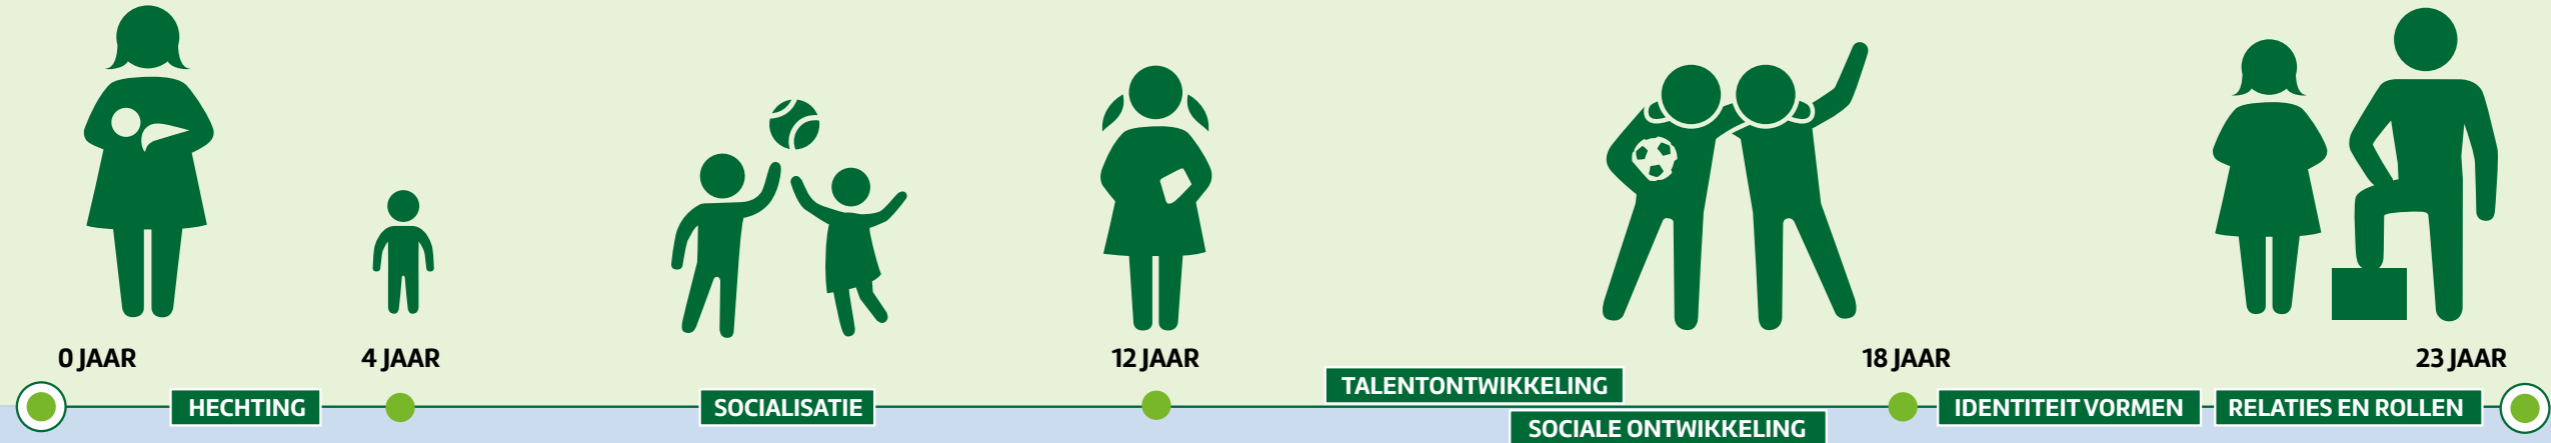 0 JAAR
4 JAAR
12 JAAR
18 JAAR
23 JAAR
HECHTING
SOCIALISATIE
TALENTONTWIKKELING
SOCIALE ONTWIKKELING
IDENTITEIT VORMEN
RELATIES EN ROLLEN